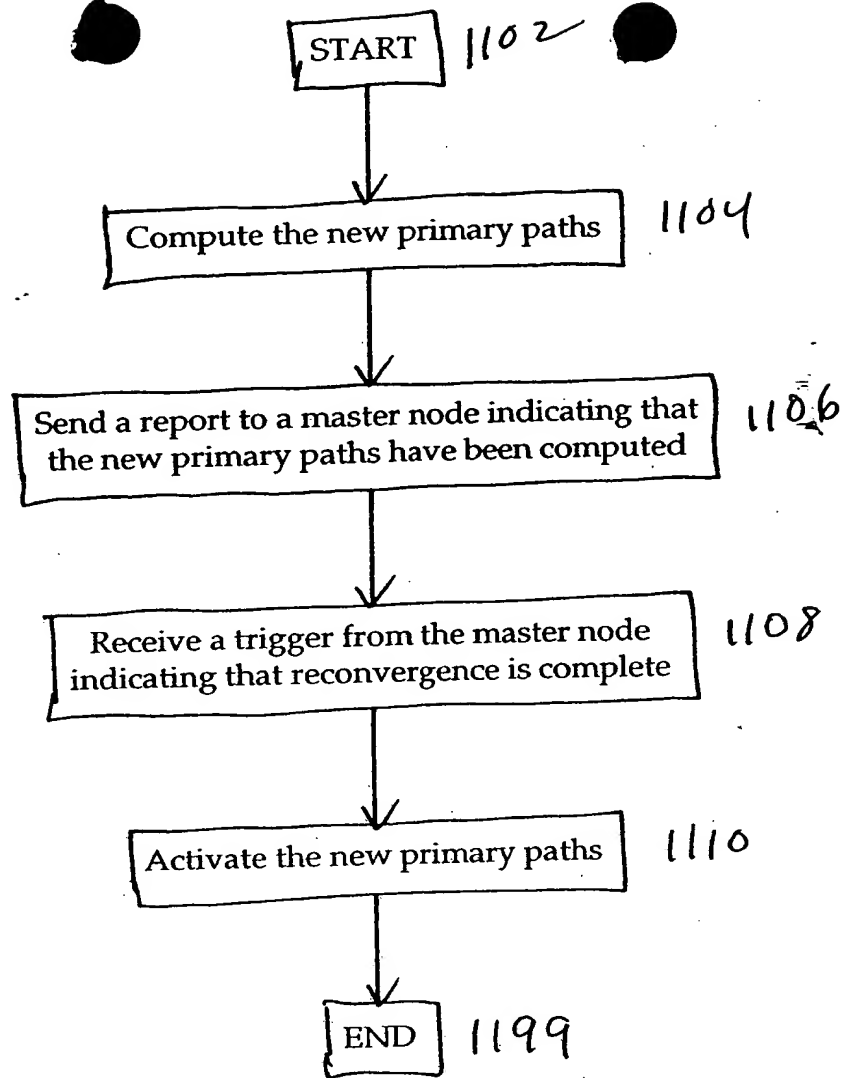 START 1102
Compute the new primary paths 1104
Send a report to a master node indicating that 1106
the new primary paths have been computed
Receive a trigger from the master node 1108
indicating that reconvergence is complete
Activate the new primary paths 1110
END 1199